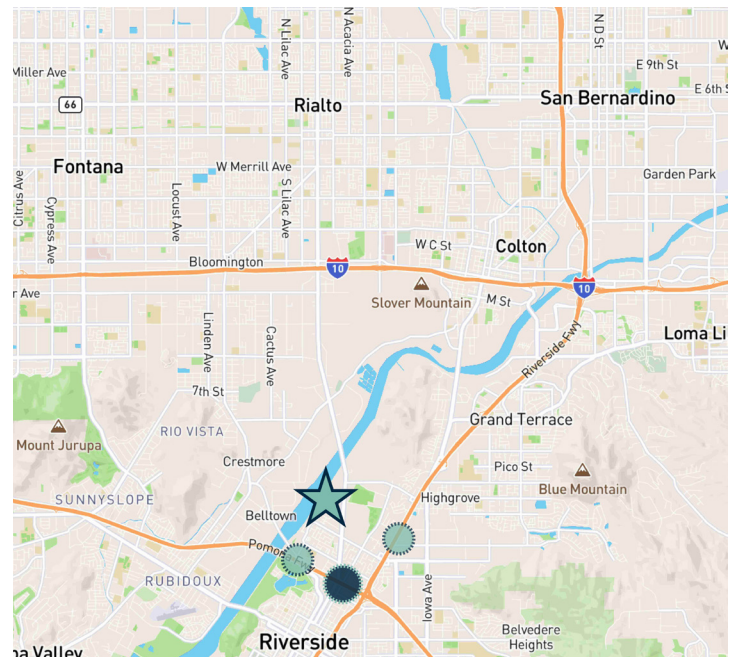 N Lilac Ave
N Acacia Ave
N D St
Miller Ave
E 9th St
E 6th
66
Rialto
San Bernardino
Fontana
W Merrill Ave
Garden Park
Citrus Ave
Cypress Ave
Locust Ave
S Lilac Ave
W C St
Colton
Bloomington
10
10
Slover Mountain
M St
r Ave
Linden Ave
Cactus Ave
Riverside Fwy
Loma Li
7th St
Grand Terrace
RIO VISTA
Mount Jurupa
Crestmore
Pico St
Blue Mountain
SUNNYSLOPE
Highgrove
Belltown
Pomona Fwy
RUBIDOUX
Iowa Ave
Riverside
Belvedere
Heights
na Valley